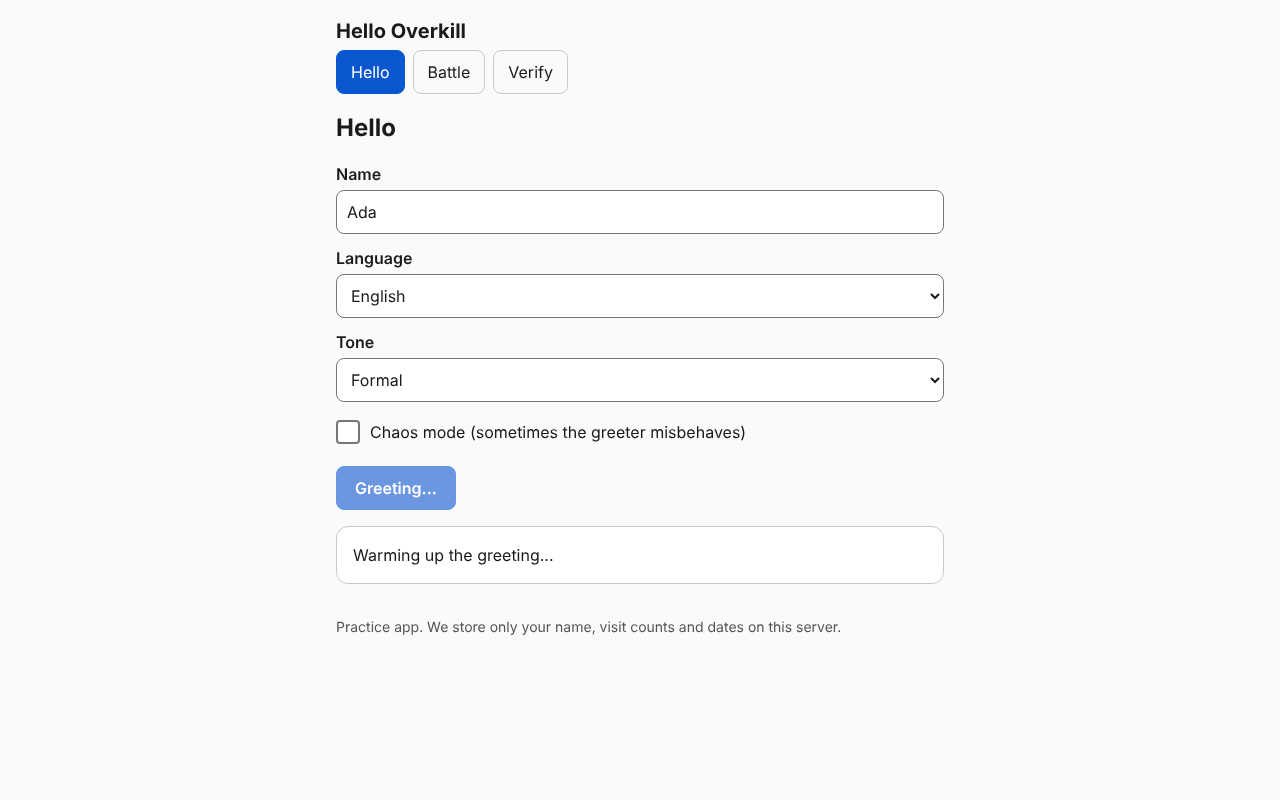 Hello Overkill
Hello Battle Verify
Hello
Name
Ada
Language
English
Tone
Formal
Chaos mode (sometimes the greeter misbehaves)
Greeting...
Warming up the greeting...
Practice app. We store only your name, visit counts and dates on this server.